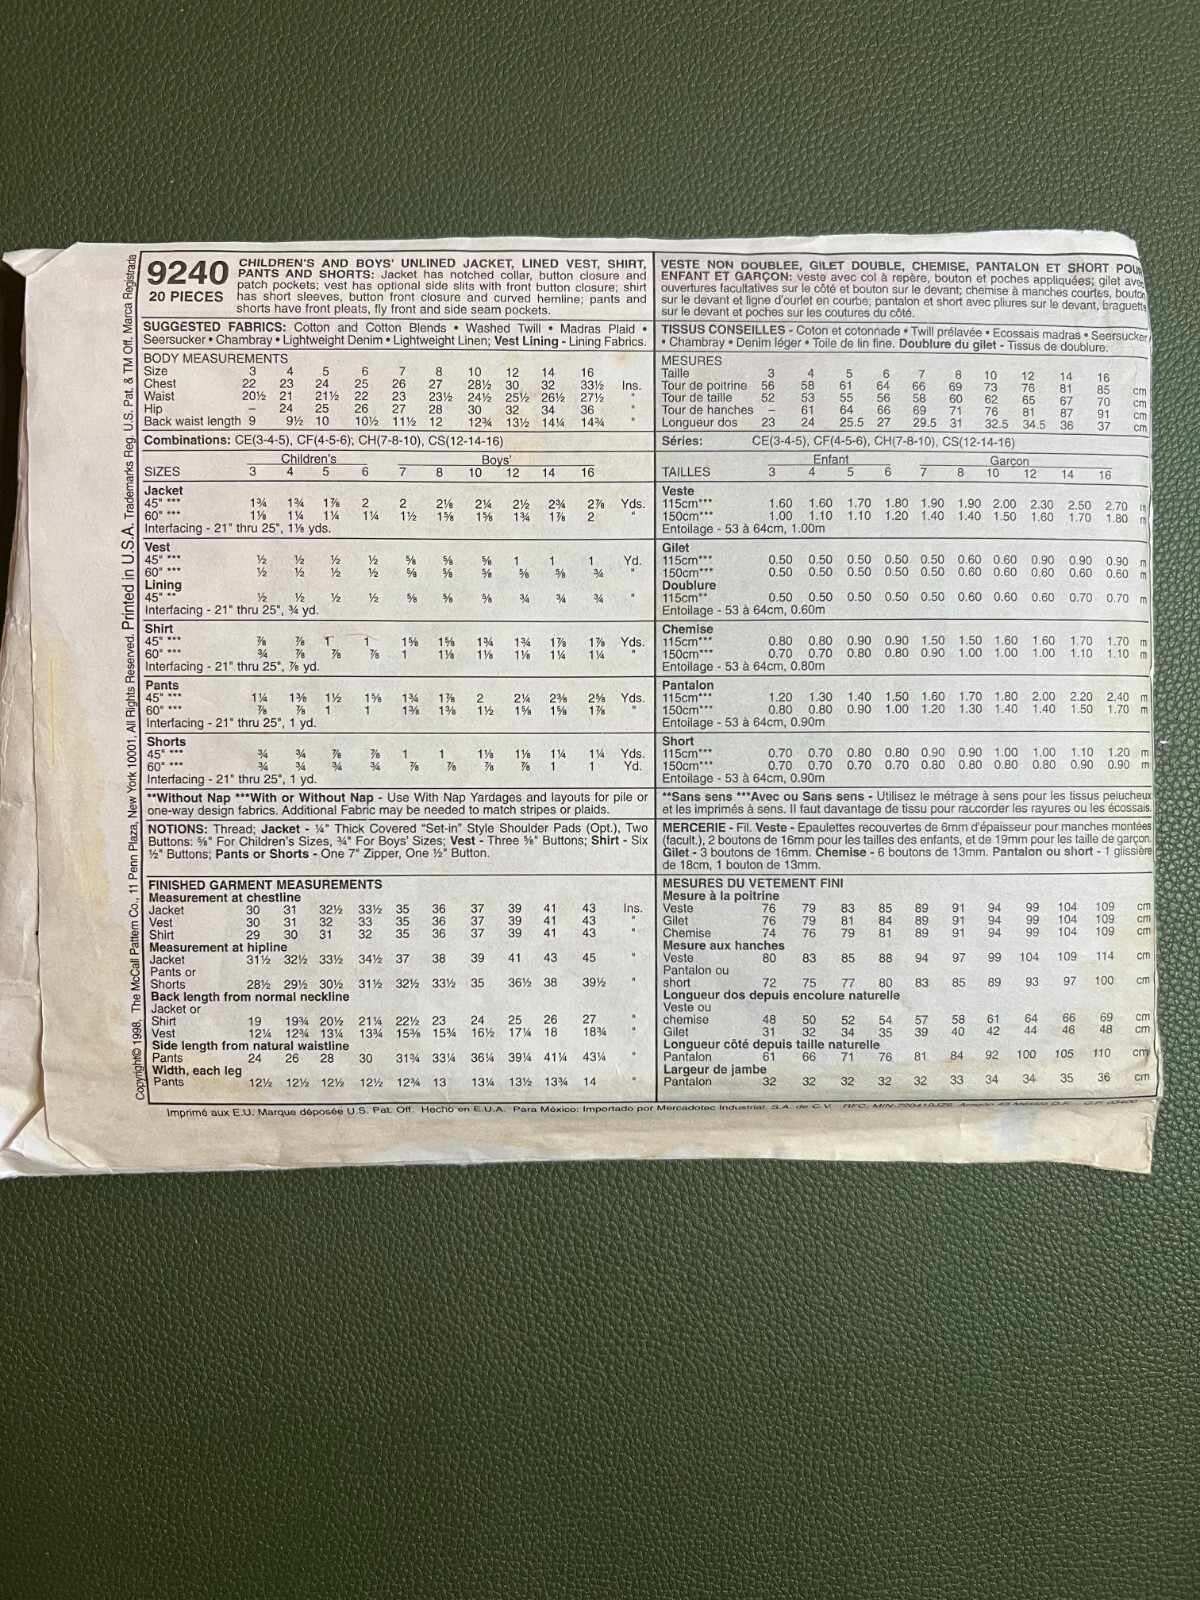 9240
20 PIECES
CHILDREN'S AND BOYS' UNLINED JACKET, LINED VEST, SHIRT,
PANTS AND SHORTS: Jacket has notched collar, button closure and
patch pockets; vest has optional side slits with front button closure; shirt
has short sleeves, button front closure and curved hemline; pants and
shorts have front pleats, fly front and side seam pockets.
SUGGESTED FABRICS: Cotton and Cotton Blends • Washed Twill • Madras Plaid •
Seersucker • Chambray • Lightweight Denim • Lightweight Linen; Vest Lining - Lining Fabrics.
BODY MEASUREMENTS
Size 3 4 5 6 7 8 10 12 14 16
Chest 22 23 24 25 26 27 28½ 30 32 33½ Ins.
Waist 20½ 21 21½ 22 23 23½ 24½ 25½ 26½ 27½ "
Hip – 24 25 26 27 28 30 32 34 36 "
Back waist length 9 9½ 10 10½ 11½ 12 12¾ 13½ 14¼ 14¾ "
Combinations: CE(3-4-5), CF(4-5-6), CH(7-8-10), CS(12-14-16)
Children's Boys'
SIZES 3 4 5 6 7 8 10 12 14 16
Jacket
45" *** 1¾ 1¾ 1⅞ 2 2 2⅛ 2¼ 2½ 2¾ 2⅞ Yds.
60" *** 1⅛ 1¼ 1¼ 1¼ 1½ 1⅝ 1⅝ 1¾ 1⅞ 2 "
Interfacing - 21" thru 25", 1⅛ yds.
Vest
45" *** ½ ½ ½ ½ ⅝ ⅝ ⅝ 1 1 1 Yd.
60" *** ½ ½ ½ ½ ⅝ ⅝ ⅝ ⅝ ⅝ ¾ "
Lining
45" ** ½ ½ ½ ½ ⅝ ⅝ ¾ ¾ ¾ "
Interfacing - 21" thru 25", ¾ yd.
Shirt
45" *** ⅞ ⅞ 1 1 1⅝ 1⅝ 1¾ 1¾ 1⅞ 1⅞ Yds.
60" *** ¾ ⅞ ⅞ ⅞ 1 1⅛ 1⅛ 1⅛ 1¼ 1¼ "
Interfacing - 21" thru 25", ⅞ yd.
Pants
45" *** 1¼ 1⅜ 1½ 1⅝ 1¾ 1⅞ 2 2¼ 2⅜ 2⅝ Yds.
60" *** ⅞ ⅞ 1 1 1⅜ 1⅜ 1½ 1⅝ 1⅝ 1⅞ "
Interfacing - 21" thru 25", 1 yd.
Shorts
45" *** ¾ ¾ ⅞ ⅞ 1 1 1⅛ 1⅛ 1¼ 1¼ Yds.
60" *** ¾ ¾ ¾ ¾ ⅞ ⅞ ⅞ ⅞ 1 1 Yd.
Interfacing - 21" thru 25", 1 yd.
**Without Nap ***With or Without Nap - Use With Nap Yardages and layouts for pile or
one-way design fabrics. Additional Fabric may be needed to match stripes or plaids.
NOTIONS: Thread; Jacket - ¼" Thick Covered "Set-in" Style Shoulder Pads (Opt.), Two
Buttons: ⅝" For Children's Sizes, ¾" For Boys' Sizes; Vest - Three ⅝" Buttons; Shirt - Six
½" Buttons; Pants or Shorts - One 7" Zipper, One ½" Button.
FINISHED GARMENT MEASUREMENTS
Measurement at chestline
Jacket 30 31 32½ 33½ 35 36 37 39 41 43 Ins.
Vest 30 31 32 33 35 36 37 39 41 43 "
Shirt 29 30 31 32 35 36 37 39 41 43 "
Measurement at hipline
Jacket 31½ 32½ 33½ 34½ 37 38 39 41 43 45 "
Pants or
Shorts 28½ 29½ 30½ 31½ 32½ 33½ 35 36½ 38 39½ "
Back length from normal neckline
Jacket or
Shirt 19 19¾ 20½ 21¼ 22½ 23 24 25 26 27 "
Vest 12¼ 12¾ 13¼ 13¾ 15⅜ 15¾ 16½ 17¼ 18 18¾ "
Side length from natural waistline
Pants 24 26 28 30 31¾ 33¼ 36¼ 39¼ 41¼ 43¼ "
Width, each leg
Pants 12½ 12½ 12½ 12½ 12¾ 13 13¼ 13½ 13¾ 14 "
VESTE NON DOUBLEE, GILET DOUBLE, CHEMISE, PANTALON ET SHORT POUR
ENFANT ET GARÇON: veste avec col à repère, bouton et poches appliquées; gilet avec
ouvertures facultatives sur le côté et bouton sur le devant; chemise à manches courtes, bouton
sur le devant et ligne d'ourlet en courbe; pantalon et short avec pliures sur le devant, braguette
sur le devant et poches sur les coutures du côté.
TISSUS CONSEILLES - Coton et cotonnade • Twill prélavée • Ecossais madras • Seersucker
• Chambray • Denim léger • Toile de lin fine. Doublure du gilet - Tissus de doublure.
MESURES
Taille 3 4 5 6 7 8 10 12 14 16
Tour de poitrine 56 58 61 64 66 69 73 76 81 85 cm
Tour de taille 52 53 55 56 58 60 62 65 67 70 cm
Tour de hanches – 61 64 66 69 71 76 81 87 91 cm
Longueur dos 23 24 25.5 27 29.5 31 32.5 34.5 36 37 cm
Séries: CE(3-4-5), CF(4-5-6), CH(7-8-10), CS(12-14-16)
Enfant Garçon
TAILLES 3 4 5 6 7 8 10 12 14 16
Veste
115cm*** 1.60 1.60 1.70 1.80 1.90 1.90 2.00 2.30 2.50 2.70 m
150cm*** 1.00 1.10 1.10 1.20 1.40 1.40 1.50 1.60 1.70 1.80 m
Entoilage - 53 à 64cm, 1.00m
Gilet
115cm*** 0.50 0.50 0.50 0.50 0.50 0.60 0.60 0.90 0.90 0.90 m
150cm*** 0.50 0.50 0.50 0.50 0.50 0.60 0.60 0.60 0.60 0.60 m
Doublure
115cm** 0.50 0.50 0.50 0.50 0.50 0.60 0.60 0.60 0.70 0.70 m
Entoilage - 53 à 64cm, 0.60m
Chemise
115cm*** 0.80 0.80 0.90 0.90 1.50 1.50 1.60 1.60 1.70 1.70 m
150cm*** 0.70 0.70 0.80 0.80 0.90 1.00 1.00 1.00 1.10 1.10 m
Entoilage - 53 à 64cm, 0.80m
Pantalon
115cm*** 1.20 1.30 1.40 1.50 1.60 1.70 1.80 2.00 2.20 2.40 m
150cm*** 0.80 0.80 0.90 1.00 1.20 1.30 1.40 1.40 1.50 1.70 m
Entoilage - 53 à 64cm, 0.90m
Short
115cm*** 0.70 0.70 0.80 0.80 0.90 0.90 1.00 1.00 1.10 1.20 m
150cm*** 0.70 0.70 0.70 0.70 0.80 0.80 0.80 0.80 0.90 0.90 m
Entoilage - 53 à 64cm, 0.90m
**Sans sens ***Avec ou Sans sens - Utilisez le métrage à sens pour les tissus pelucheux
et les imprimés à sens. Il faut davantage de tissu pour raccorder les rayures ou les écossais.
MERCERIE - Fil. Veste - Epaulettes recouvertes de 6mm d'épaisseur pour manches montées
(facult.), 2 boutons de 16mm pour les tailles des enfants, et de 19mm pour les taille de garçon.
Gilet - 3 boutons de 16mm. Chemise - 6 boutons de 13mm. Pantalon ou short - 1 glissière
de 18cm, 1 bouton de 13mm.
MESURES DU VETEMENT FINI
Mesure à la poitrine
Veste 76 79 83 85 89 91 94 99 104 109 cm
Gilet 76 79 81 84 89 91 94 99 104 109 cm
Chemise 74 76 79 81 89 91 94 99 104 109 cm
Mesure aux hanches
Veste 80 83 85 88 94 97 99 104 109 114 cm
Pantalon ou
short 72 75 77 80 83 85 89 93 97 100 cm
Longueur dos depuis encolure naturelle
Veste ou
chemise 48 50 52 54 57 58 61 64 66 69 cm
Gilet 31 32 34 35 39 40 42 44 46 48 cm
Longueur côté depuis taille naturelle
Pantalon 61 66 71 76 81 84 92 100 105 110 cm
Largeur de jambe
Pantalon 32 32 32 32 32 33 34 34 35 36 cm
Imprimé aux E.U. Marque déposée U.S. Pat. Off. Hecho en E.U.A. Para México: Importado por Mercadotec Industrial, S.A. de C.V.
Copyright© 1998, The McCall Pattern Co., 11 Penn Plaza, New York 10001, All Rights Reserved. Printed in U.S.A. Trademarks Reg. U.S. Pat. & TM Off. Marca Registrada